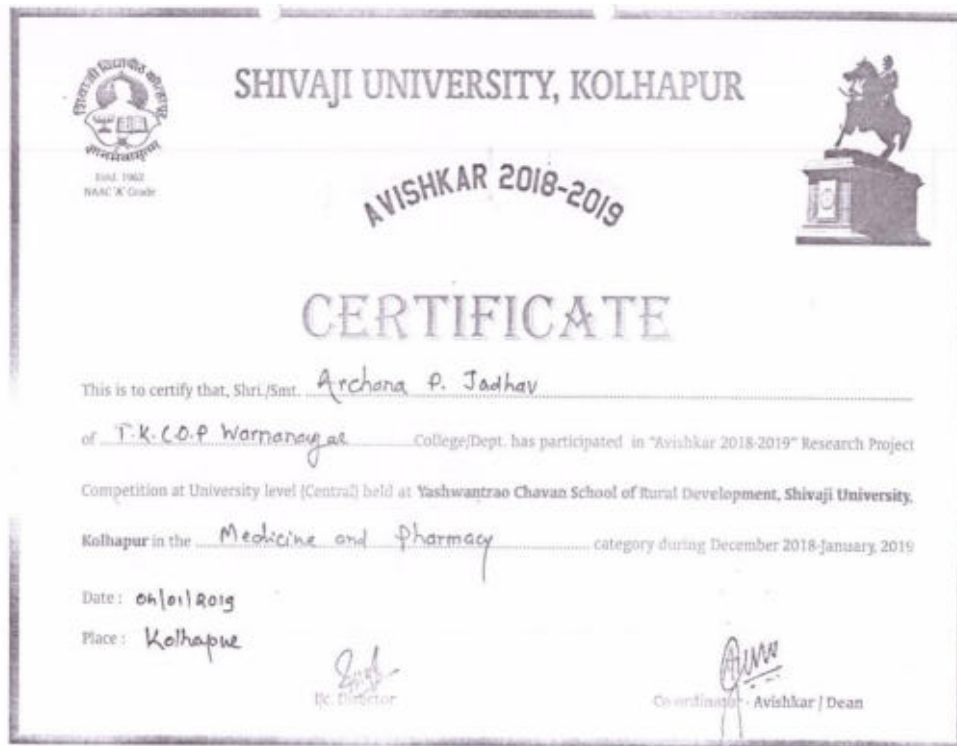 शिवाजी विद्यापीठ कोल्हापूर
ज्ञानमेवामृतम्
Estd. 1962
NAAC 'A' Grade
SHIVAJI UNIVERSITY, KOLHAPUR
AVISHKAR 2018-2019
CERTIFICATE
This is to certify that, Shri./Smt. Archana P. Jadhav
of T.K.C.O.P Warnanagar College/Dept. has participated in "Avishkar 2018-2019" Research Project
Competition at University level (Central) held at Yashwantrao Chavan School of Rural Development, Shivaji University,
Kolhapur in the Medicine and Pharmacy category during December 2018-January, 2019
Date : 04/01/2019
Place : Kolhapur
I/c. Director
Co-ordinator - Avishkar / Dean